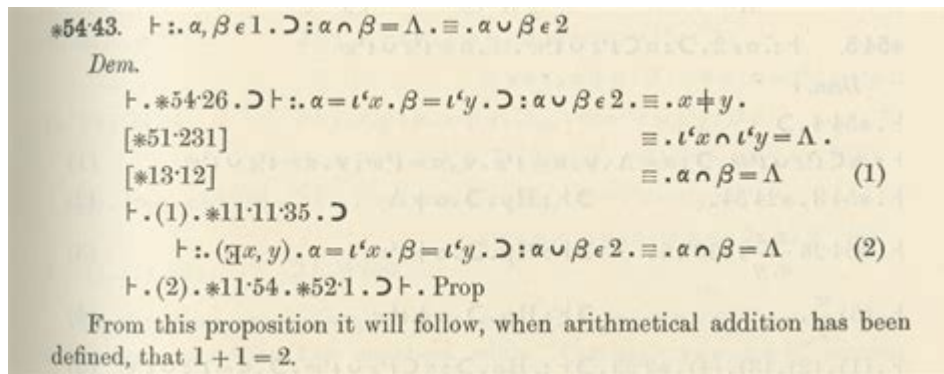 ∗54·43. ⊢:. α, β ε 1 . ⊃ : α ∩ β = Λ . ≡ . α ∪ β ε 2
Dem.
⊢ . ∗54·26 . ⊃ ⊢:. α = ι‘x . β = ι‘y . ⊃ : α ∪ β ε 2 . ≡ . x ≠ y .
[∗51·231] ≡ . ι‘x ∩ ι‘y = Λ .
[∗13·12] ≡ . α ∩ β = Λ (1)
⊢ . (1) . ∗11·11·35 . ⊃
⊢:. (∃x, y) . α = ι‘x . β = ι‘y . ⊃ : α ∪ β ε 2 . ≡ . α ∩ β = Λ (2)
⊢ . (2) . ∗11·54 . ∗52·1 . ⊃ ⊢ . Prop
From this proposition it will follow, when arithmetical addition has been
defined, that 1 + 1 = 2.